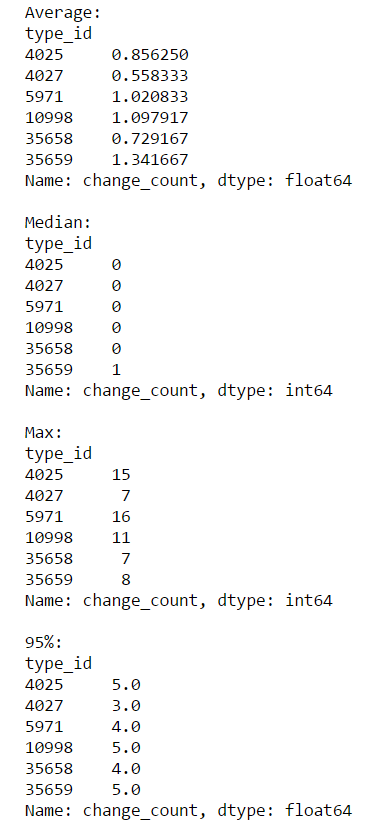 Average:
type_id
4025     0.856250
4027     0.558333
5971     1.020833
10998    1.097917
35658    0.729167
35659    1.341667
Name: change_count, dtype: float64

Median:
type_id
4025     0
4027     0
5971     0
10998    0
35658    0
35659    1
Name: change_count, dtype: int64

Max:
type_id
4025     15
4027      7
5971     16
10998    11
35658     7
35659     8
Name: change_count, dtype: int64

95%:
type_id
4025     5.0
4027     3.0
5971     4.0
10998    5.0
35658    4.0
35659    5.0
Name: change_count, dtype: float64